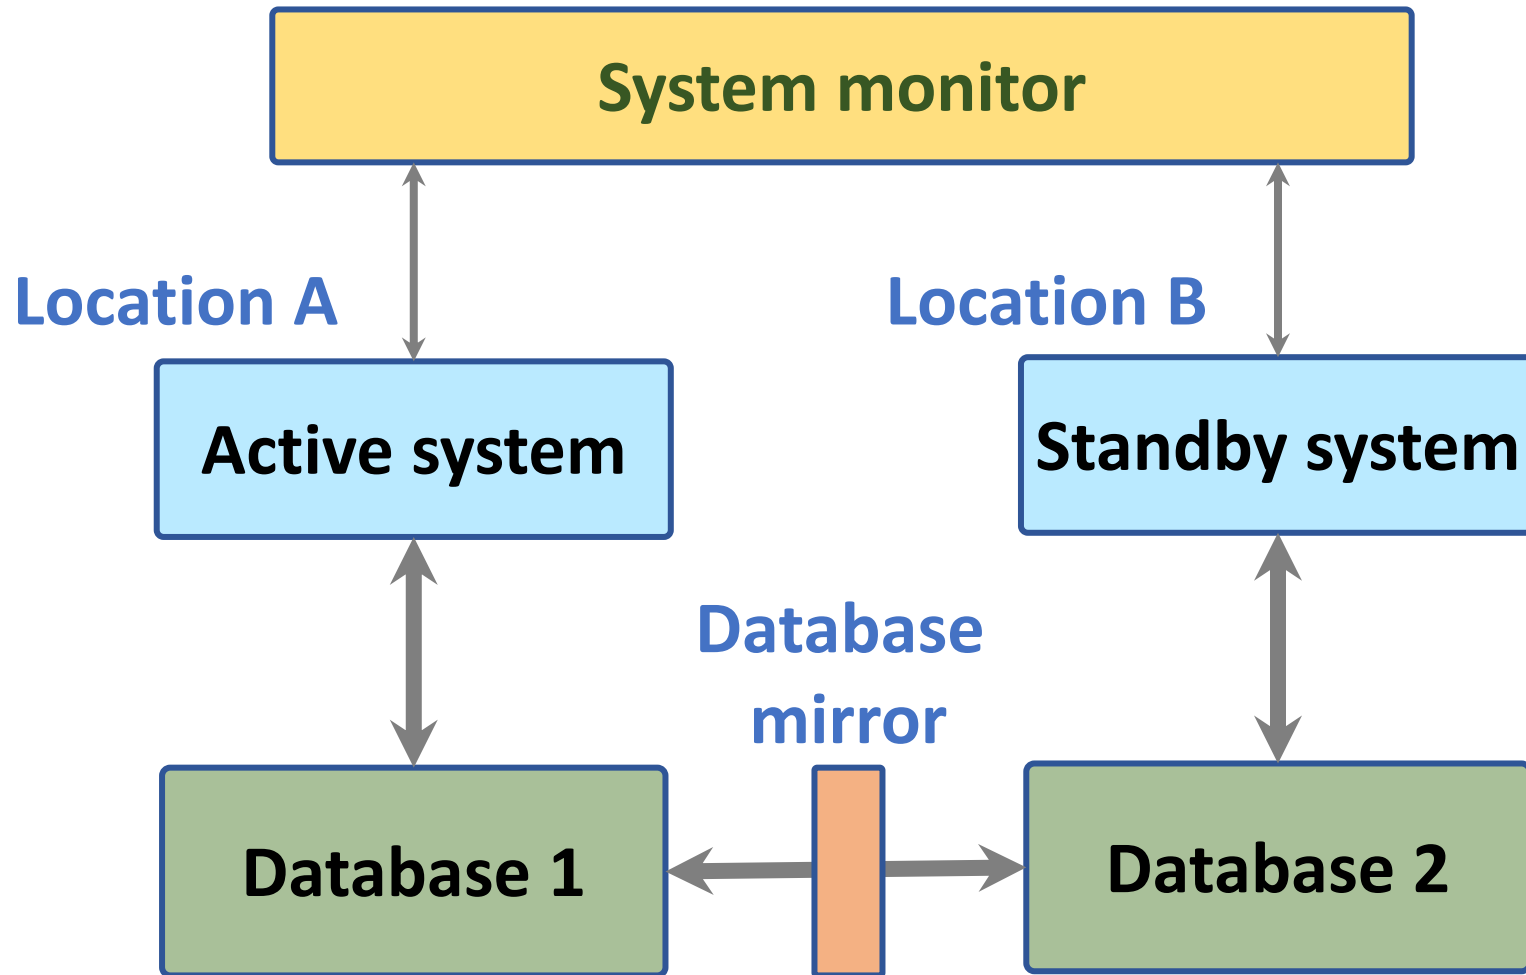 System monitor
Location A
Location B
Active system
Standby system
Database
mirror
Database 1
Database 2